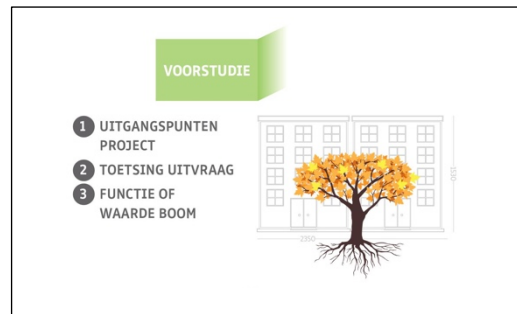 VOORSTUDIE
1 UITGANGSPUNTEN
PROJECT
2 TOETSING UITVRAAG
3 FUNCTIE OF
WAARDE BOOM
2350